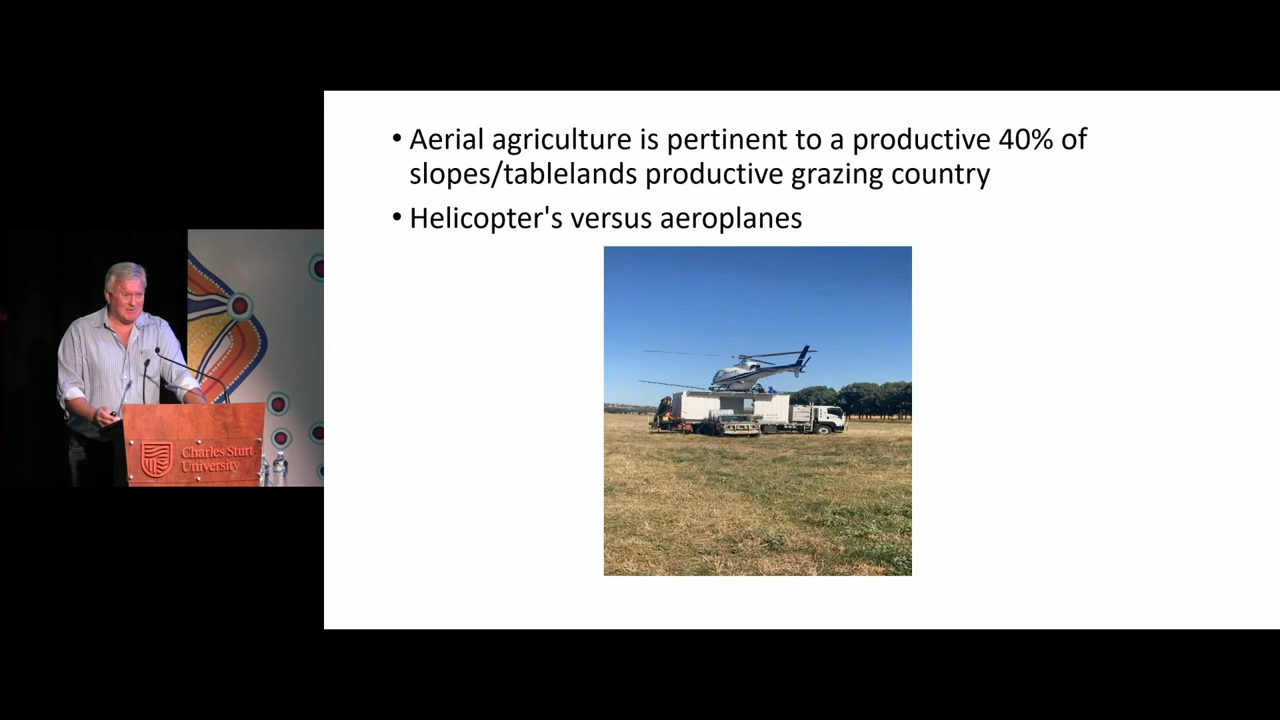 • Aerial agriculture is pertinent to a productive 40% of
slopes/tablelands productive grazing country
• Helicopter's versus aeroplanes
Charles Sturt
University